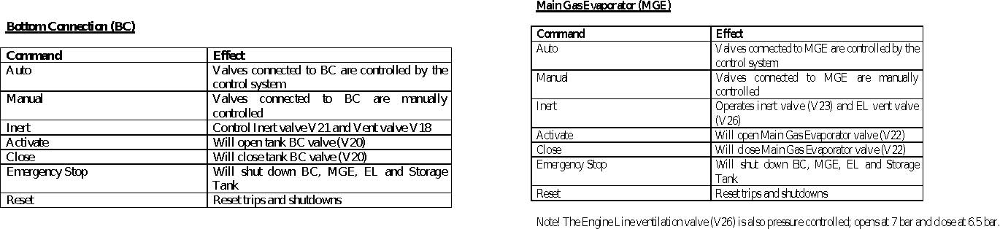 Bottom Connection (BC)
Command Effect
Auto Valves connected to BC are controlled by the
control system
Manual Valves connected to BC are manually
controlled
Inert Control Inert valve V21 and Vent valve V18
Activate Will open tank BC valve (V20)
Close Will close tank BC valve (V20)
Emergency Stop Will shut down BC, MGE, EL and Storage
Tank
Reset Reset trips and shutdowns
Main Gas Evaporator (MGE)
Command Effect
Auto Valves connected to MGE are controlled by the
control system
Manual Valves connected to MGE are manually
controlled
Inert Operates inert valve (V23) and EL vent valve
(V26)
Activate Will open Main Gas Evaporator valve (V22)
Close Will close Main Gas Evaporator valve (V22)
Emergency Stop Will shut down BC, MGE, EL and Storage
Tank
Reset Reset trips and shutdowns
Note! The Engine Line ventilation valve (V26) is also pressure controlled; opens at 7 bar and close at 6.5 bar.